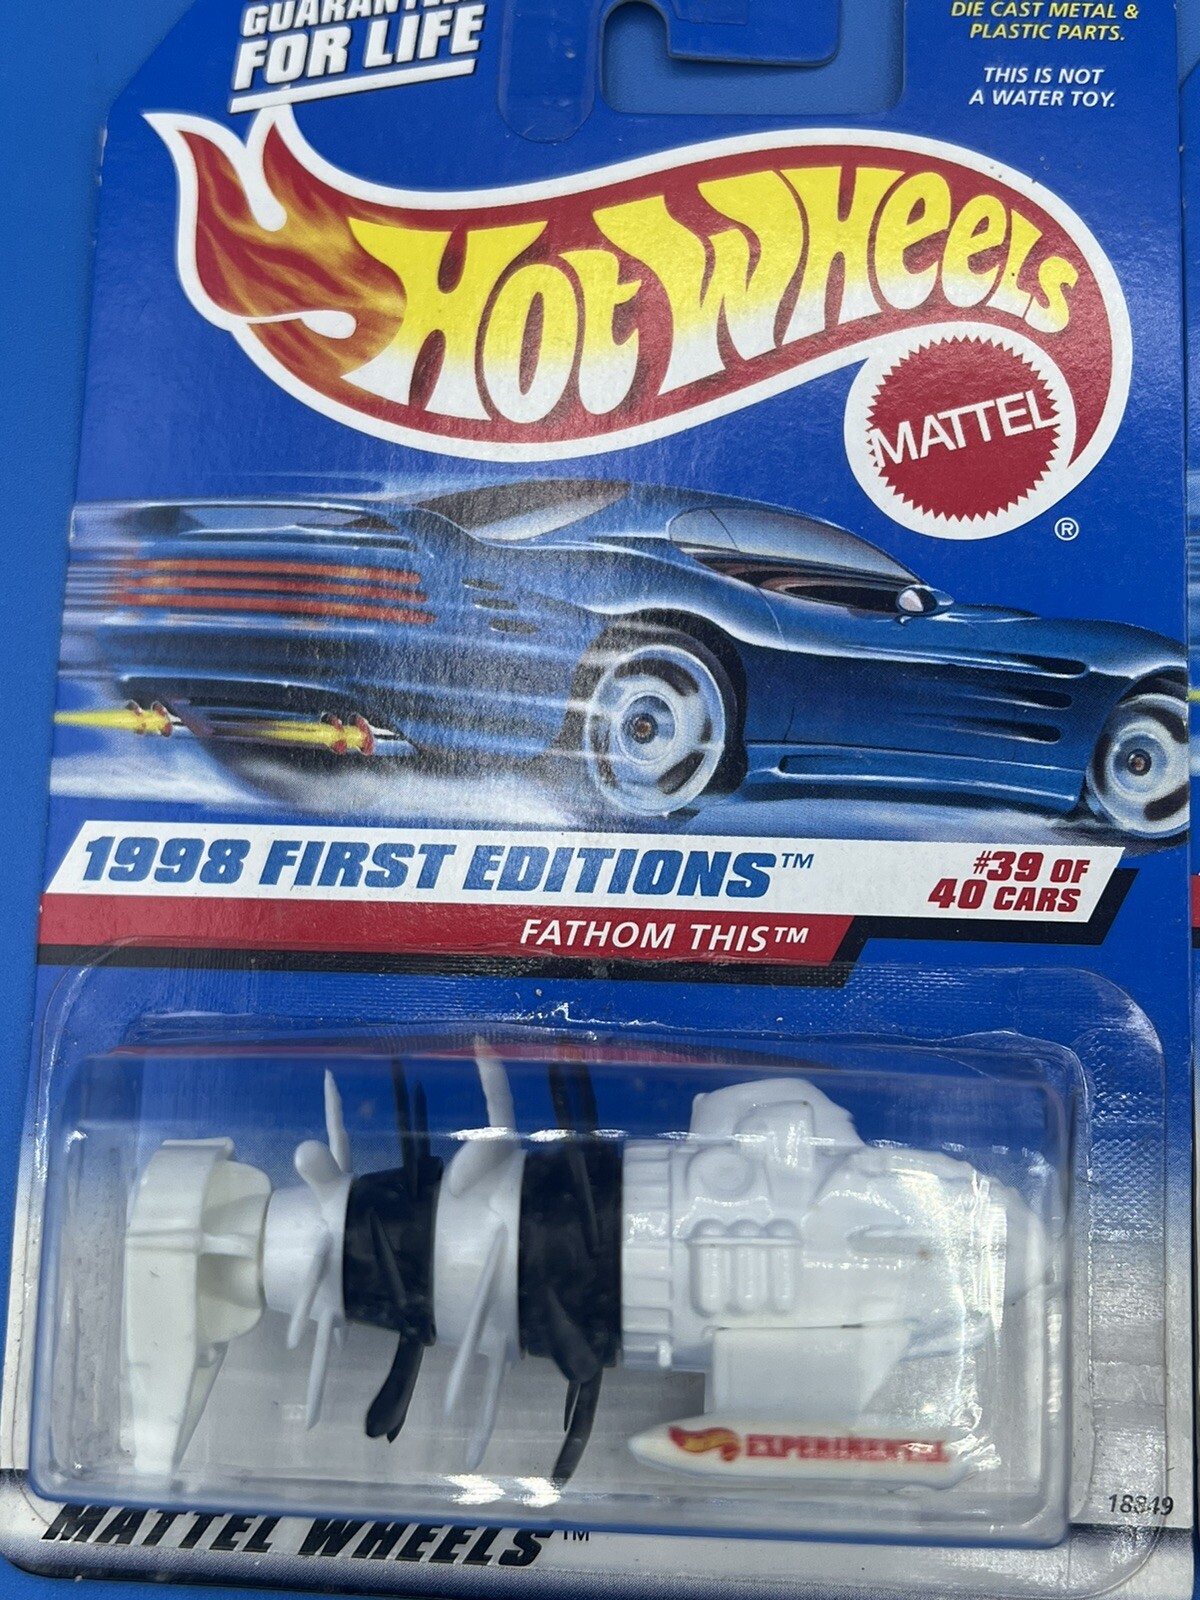 FOR LIFE
DIE CAST METAL &
PLASTIC PARTS.
THIS IS NOT
A WATER TOY.
HOT WHEELS
MATTEL
®
1998 FIRST EDITIONS™
#39 OF
40 CARS
FATHOM THIS™
EXPERIMENTAL
18849
MATTEL WHEELS™